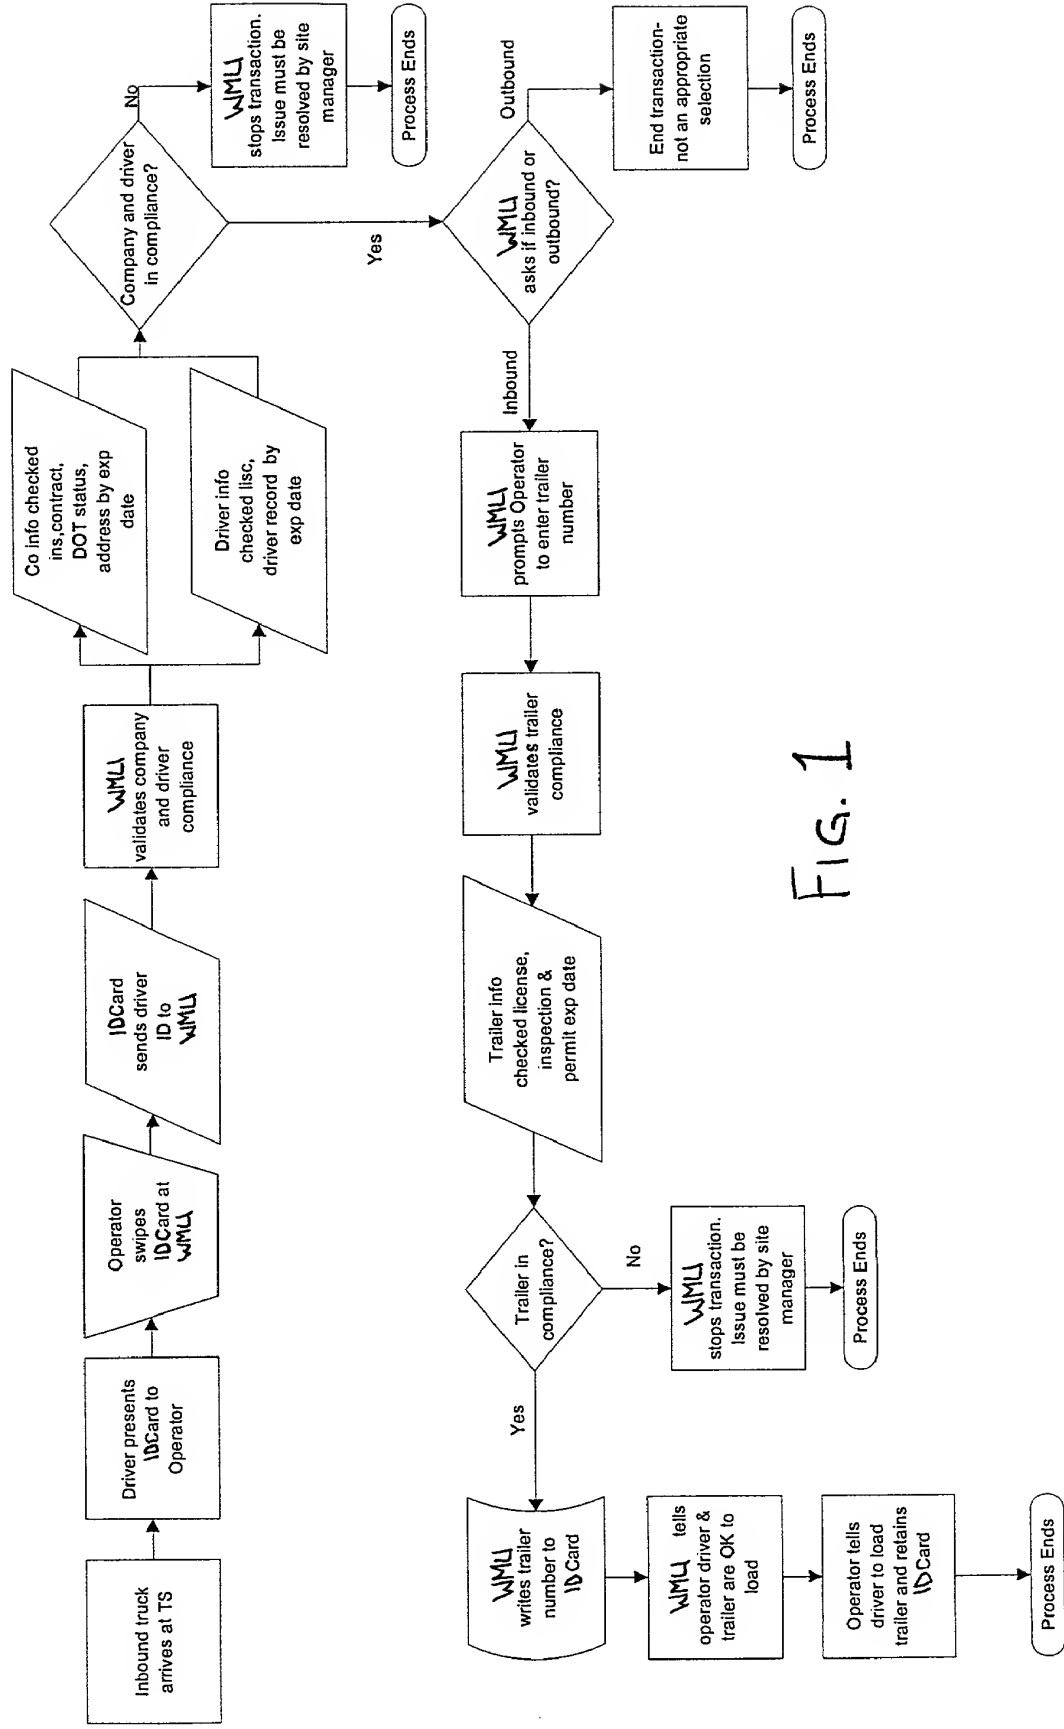 Inbound truck
arrives at TS
Driver presents
IDCard to
Operator
Operator
swipes
IDCard at
WMU
IDCard
sends driver
ID to
WMU
WMU
validates company
and driver
compliance
Co info checked
ins,contract,
DOT status,
address by exp
date
Driver info
checked lisc,
driver record by
exp date
Company and driver
in compliance?
No
WMU
stops transaction.
Issue must be
resolved by site
manager
Process Ends
Yes
WMU
asks if inbound or
outbound?
Outbound
End transaction-
not an appropriate
selection
Process Ends
Inbound
WMU
prompts Operator
to enter trailer
number
WMU
validates trailer
compliance
Trailer info
checked license,
inspection &
permit exp date
Trailer in
compliance?
No
WMU
stops transaction.
Issue must be
resolved by site
manager
Process Ends
Yes
WMU
writes trailer
number to
IDCard
WMU tells
operator driver &
trailer are OK to
load
Operator tells
driver to load
trailer and retains
IDCard
Process Ends
FIG. 1